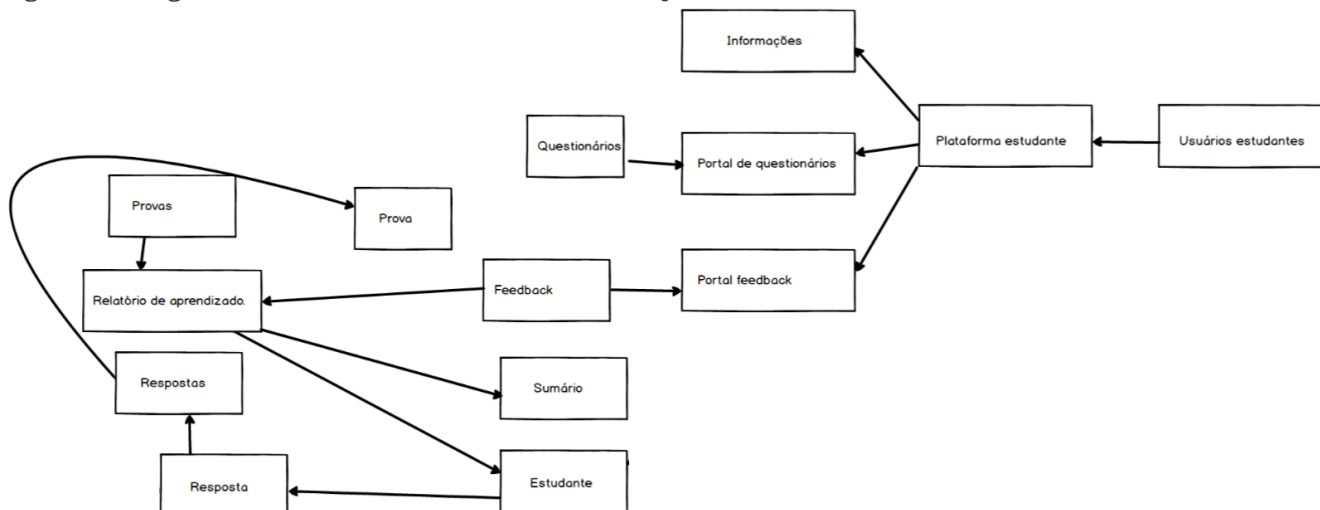 Informações
Questionários
Portal de questionários
Plataforma estudante
Usuários estudantes
Provas
Prova
Relatório de aprendizado.
Feedback
Portal feedback
Respostas
Sumário
Resposta
Estudante